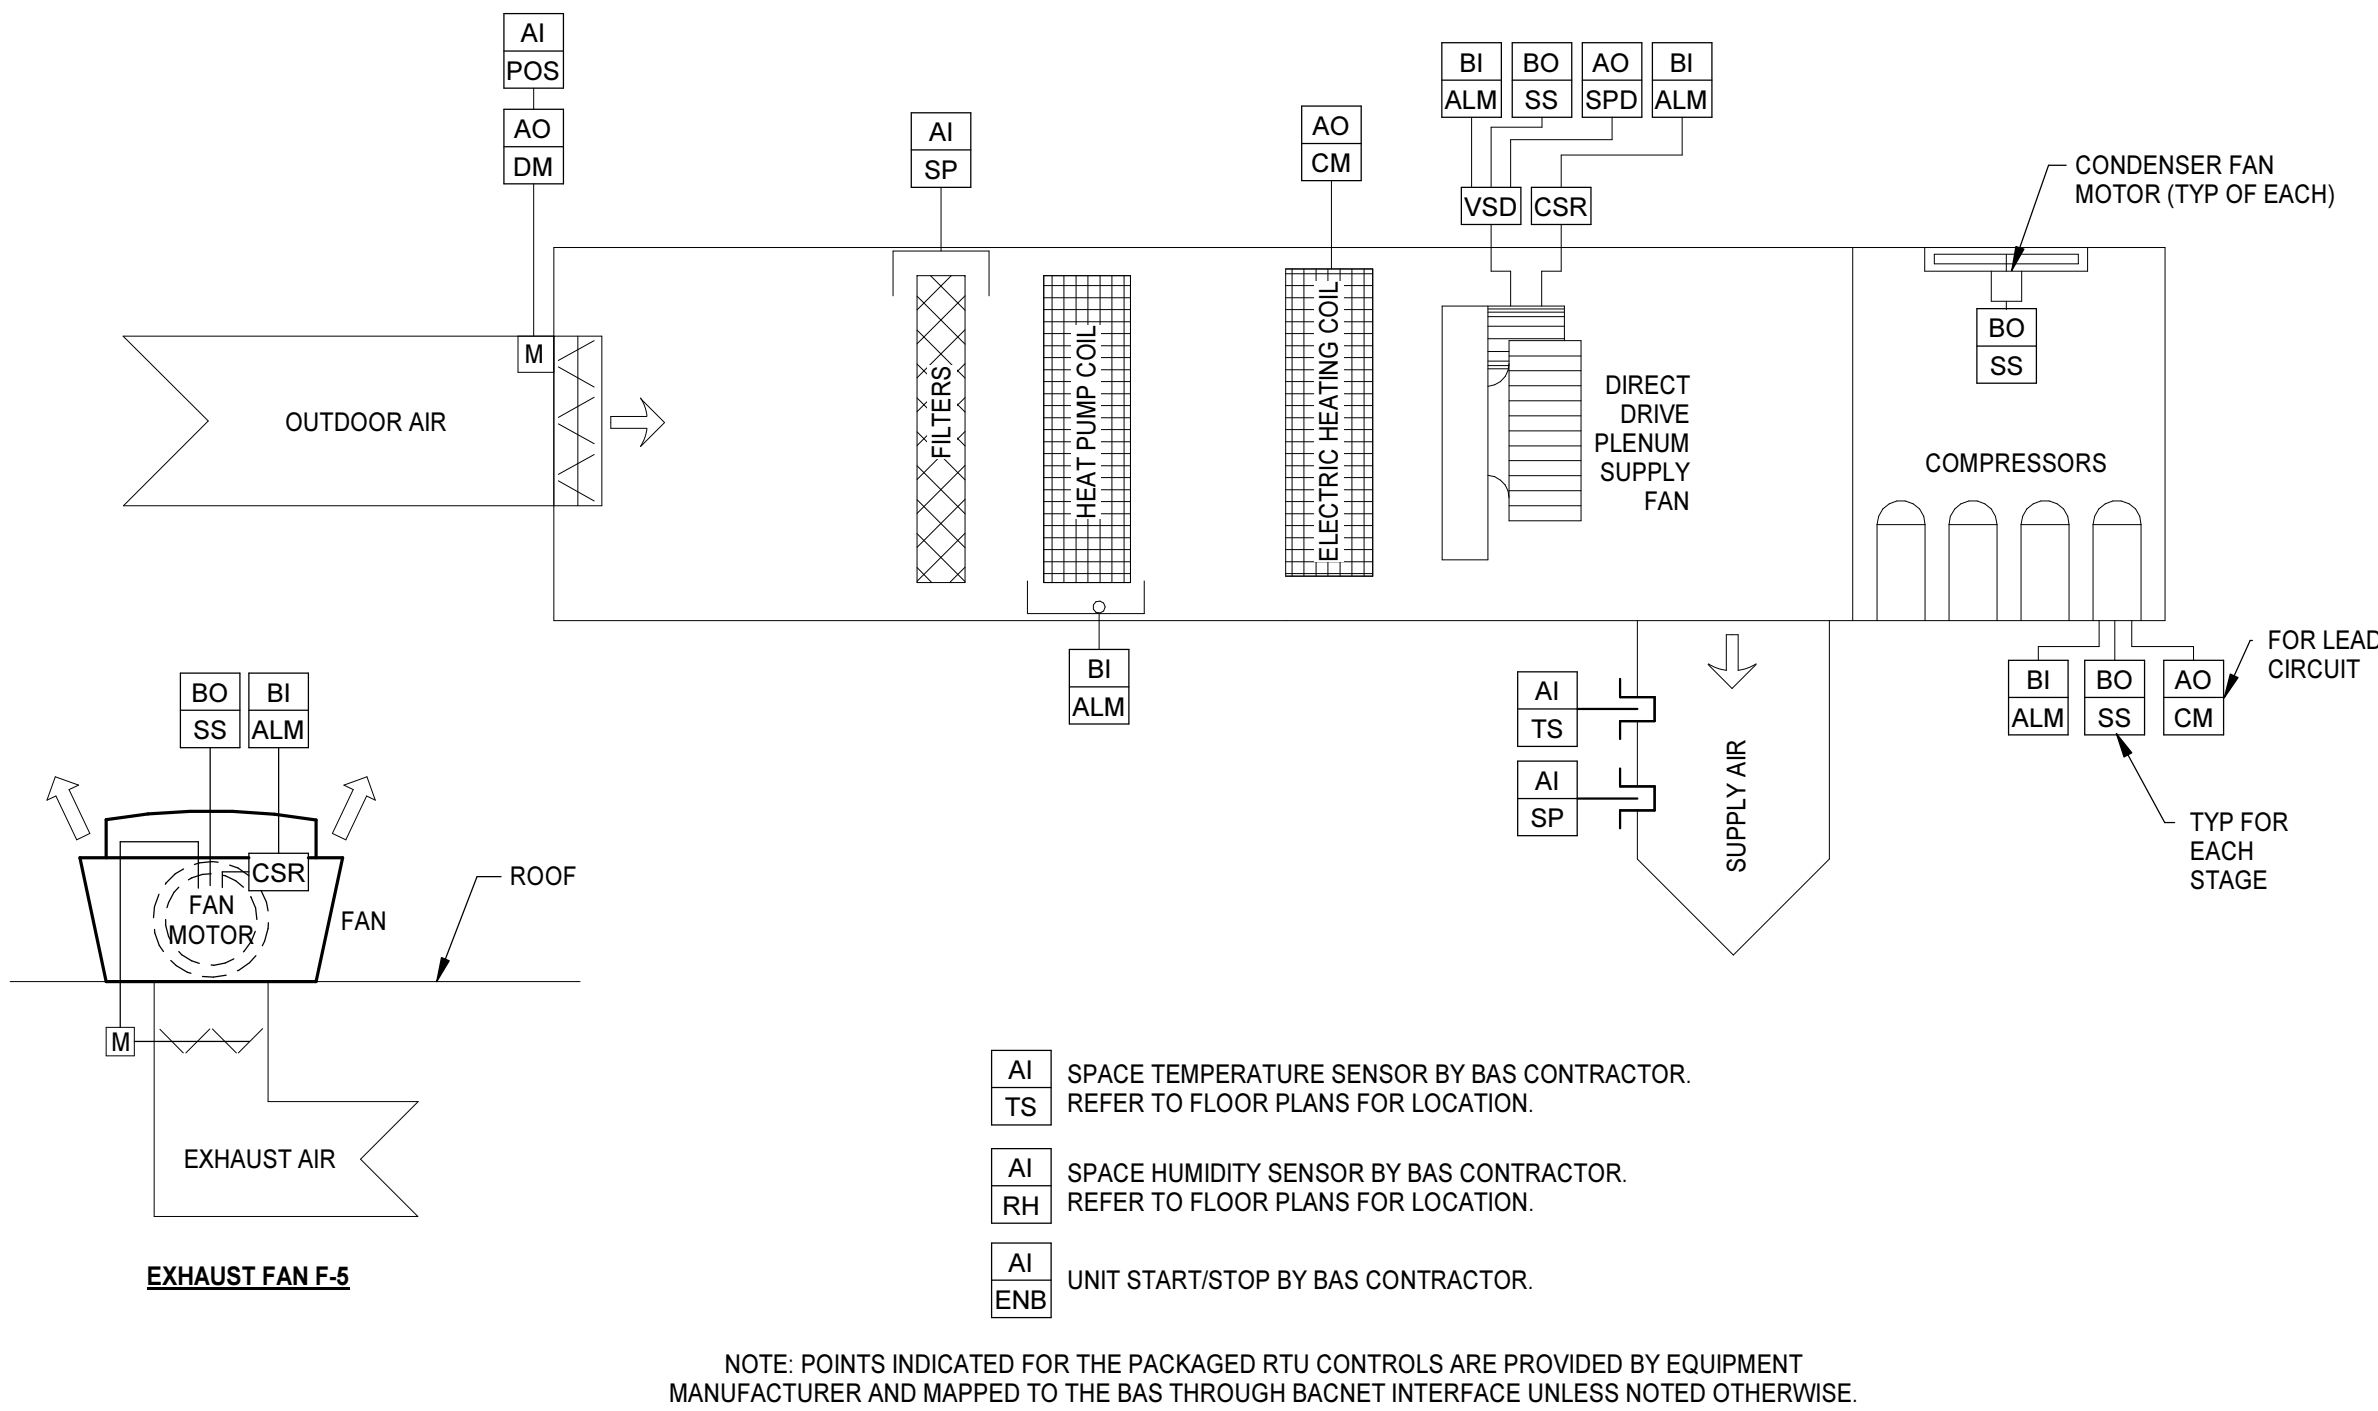 AI
POS
AO
DM
AI
SP
AO
CM
BI
ALM
BO
SS
AO
SPD
BI
ALM
VSD
CSR
CONDENSER FAN
MOTOR (TYP OF EACH)
BO
SS
M
OUTDOOR AIR
FILTERS
HEAT PUMP COIL
ELECTRIC HEATING COIL
DIRECT
DRIVE
PLENUM
SUPPLY
FAN
COMPRESSORS
BI
ALM
AI
TS
AI
SP
SUPPLY AIR
BI
ALM
BO
SS
AO
CM
FOR LEAD
CIRCUIT
TYP FOR
EACH
STAGE
BO
SS
BI
ALM
CSR
FAN
MOTOR
FAN
ROOF
M
EXHAUST AIR
EXHAUST FAN F-5
AI
TS
SPACE TEMPERATURE SENSOR BY BAS CONTRACTOR.
REFER TO FLOOR PLANS FOR LOCATION.
AI
RH
SPACE HUMIDITY SENSOR BY BAS CONTRACTOR.
REFER TO FLOOR PLANS FOR LOCATION.
AI
ENB
UNIT START/STOP BY BAS CONTRACTOR.
NOTE: POINTS INDICATED FOR THE PACKAGED RTU CONTROLS ARE PROVIDED BY EQUIPMENT
MANUFACTURER AND MAPPED TO THE BAS THROUGH BACNET INTERFACE UNLESS NOTED OTHERWISE.